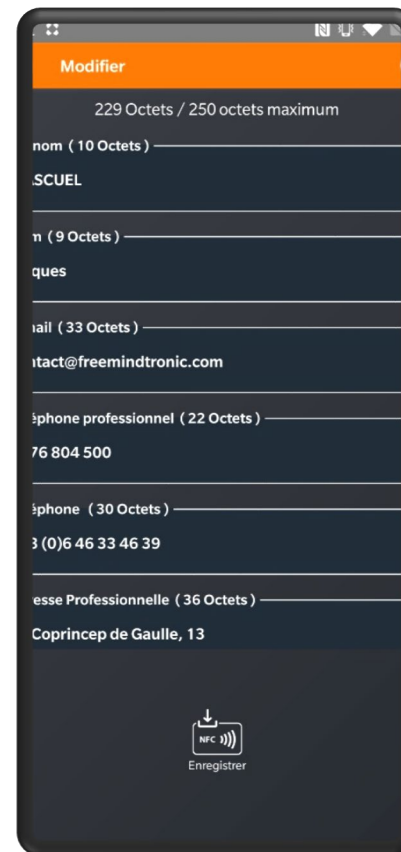 Modifier
229 Octets / 250 octets maximum
nom ( 10 Octets )
SCUEL
m ( 9 Octets )
ques
ail ( 33 Octets )
ntact@freemindtronic.com
éphone professionnel ( 22 Octets )
76 804 500
éphone ( 30 Octets )
3 (0)6 46 33 46 39
esse Professionnelle ( 36 Octets )
Coprincep de Gaulle, 13
NFC
Enregistrer